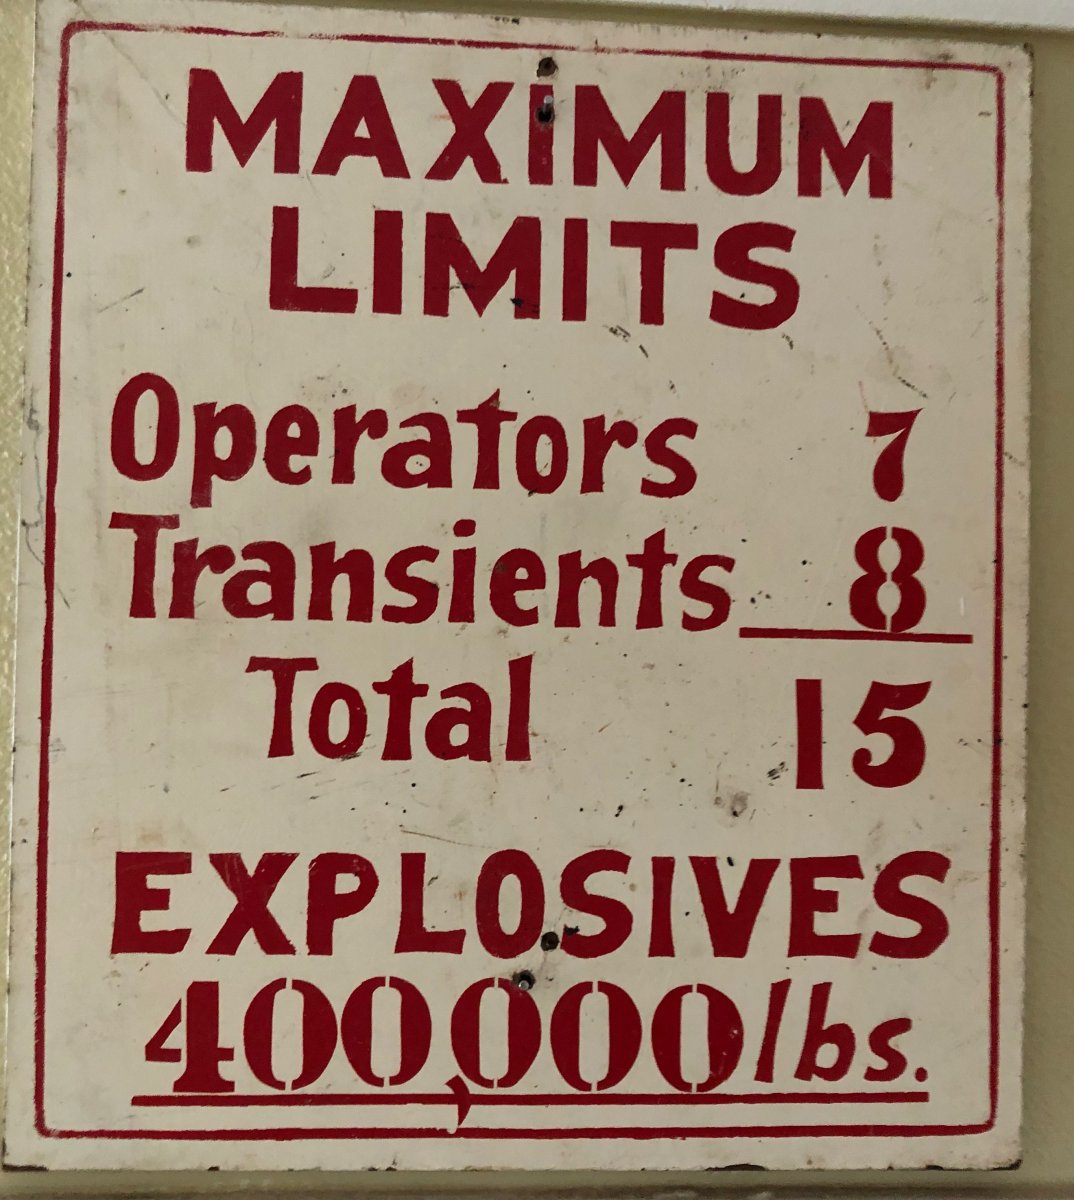 MAXIMUM
LIMITS
Operators 7
Transients 8
Total 15
EXPLOSIVES
400,000 lbs.